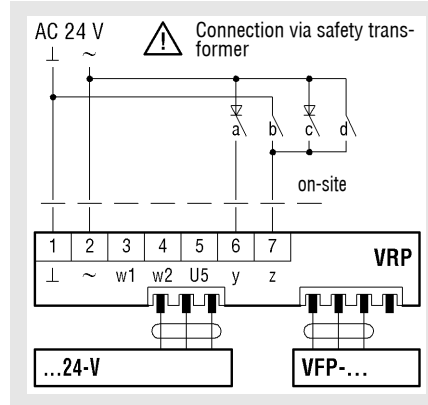 AC 24 V
⊥ ~
Connection via safety trans-
former
a b c d
on-site
1 2 3 4 5 6 7
VRP
⊥ ~ w1 w2 U5 y z
...24-V
VFP-...